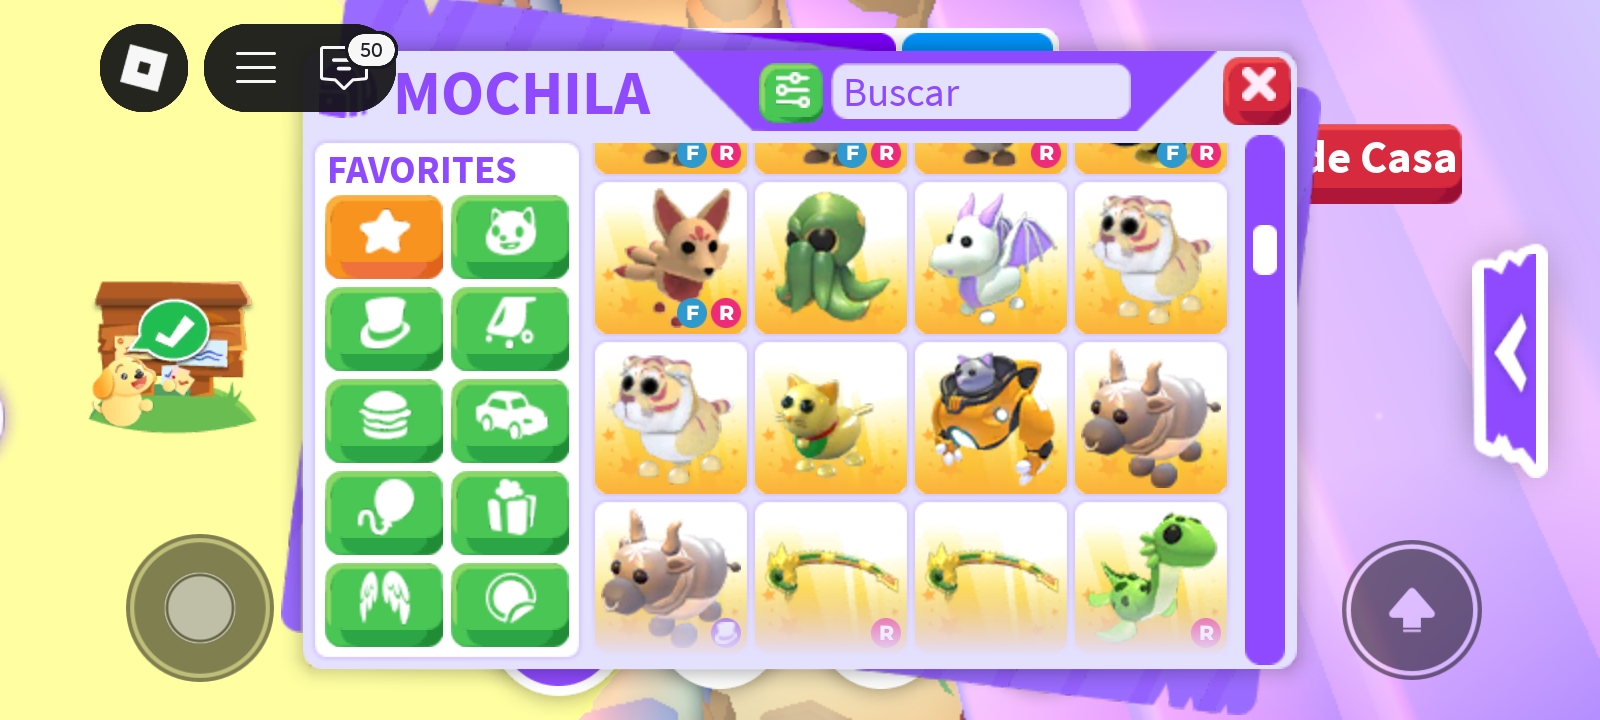 50
MOCHILA
Buscar
FAVORITES
F R
F R
R
F R
de Casa
F R
R
R
R